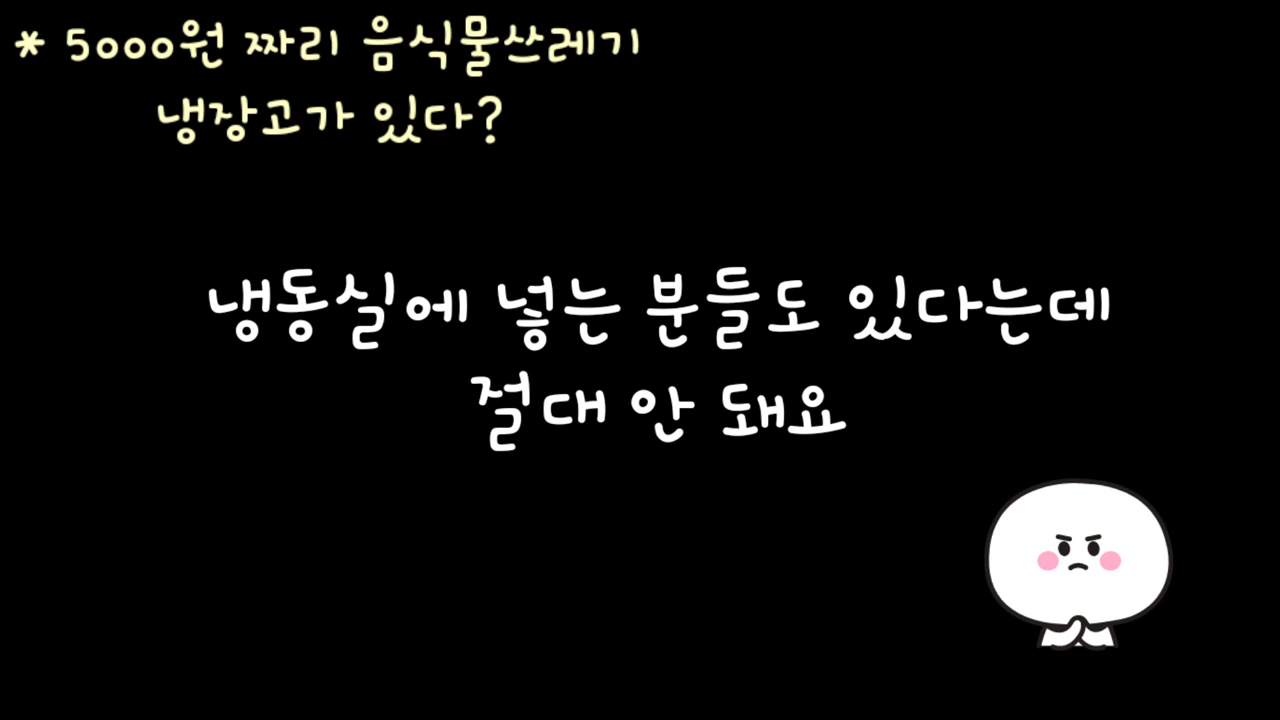 * 5000원 짜리 음식물쓰레기
냉장고가 있다?
냉동실에 넣는 분들도 있다는데
절대 안 돼요